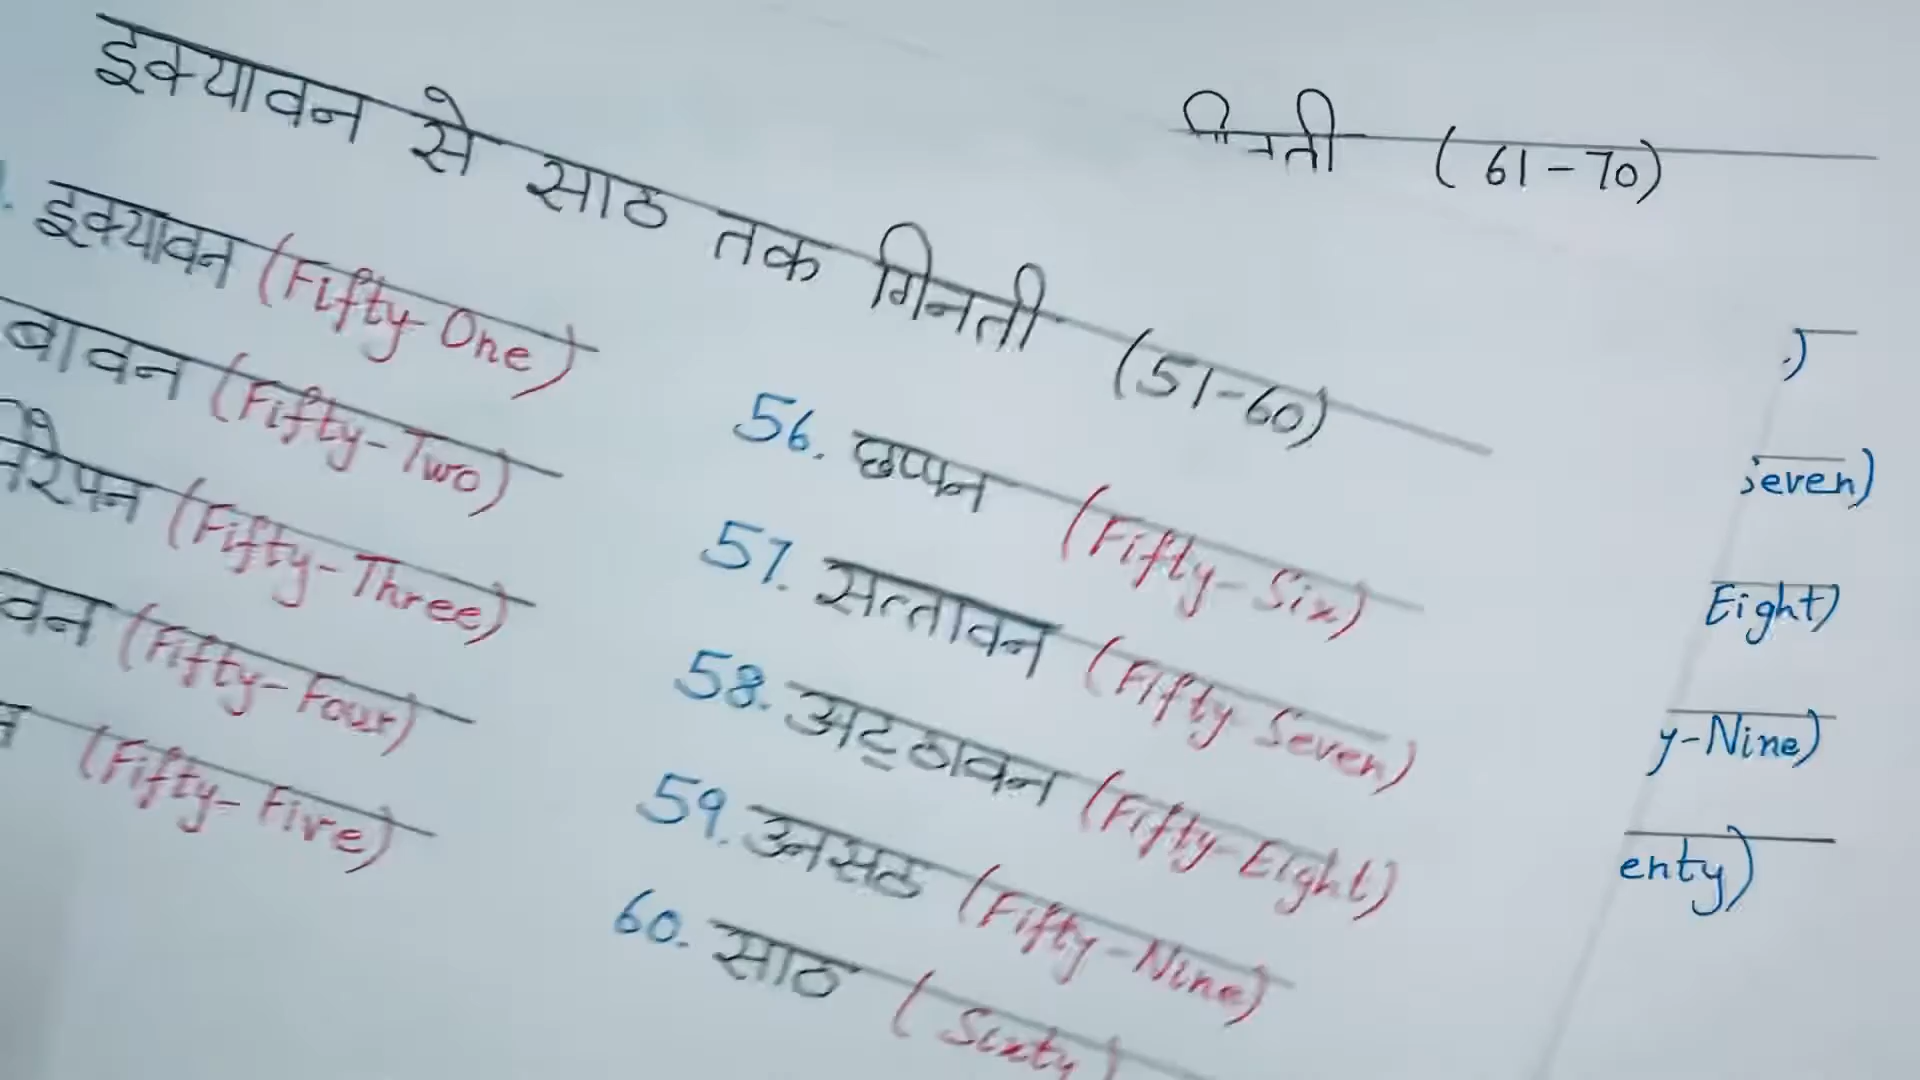 इक्यावन से साठ तक गिनती (51-60)
इक्यावन (Fifty-One)
बावन (Fifty-Two)
(Fifty-Three)
वन (Fifty-Four)
(Fifty-Five)
56. छप्पन (Fifty-Six)
57. सत्तावन (Fifty-Seven)
58. अट्ठावन (Fifty-Eight)
59. उनसठ (Fifty-Nine)
60. साठ (Sixty)
गिनती (61-70)
Eight)
y-Nine)
enty)